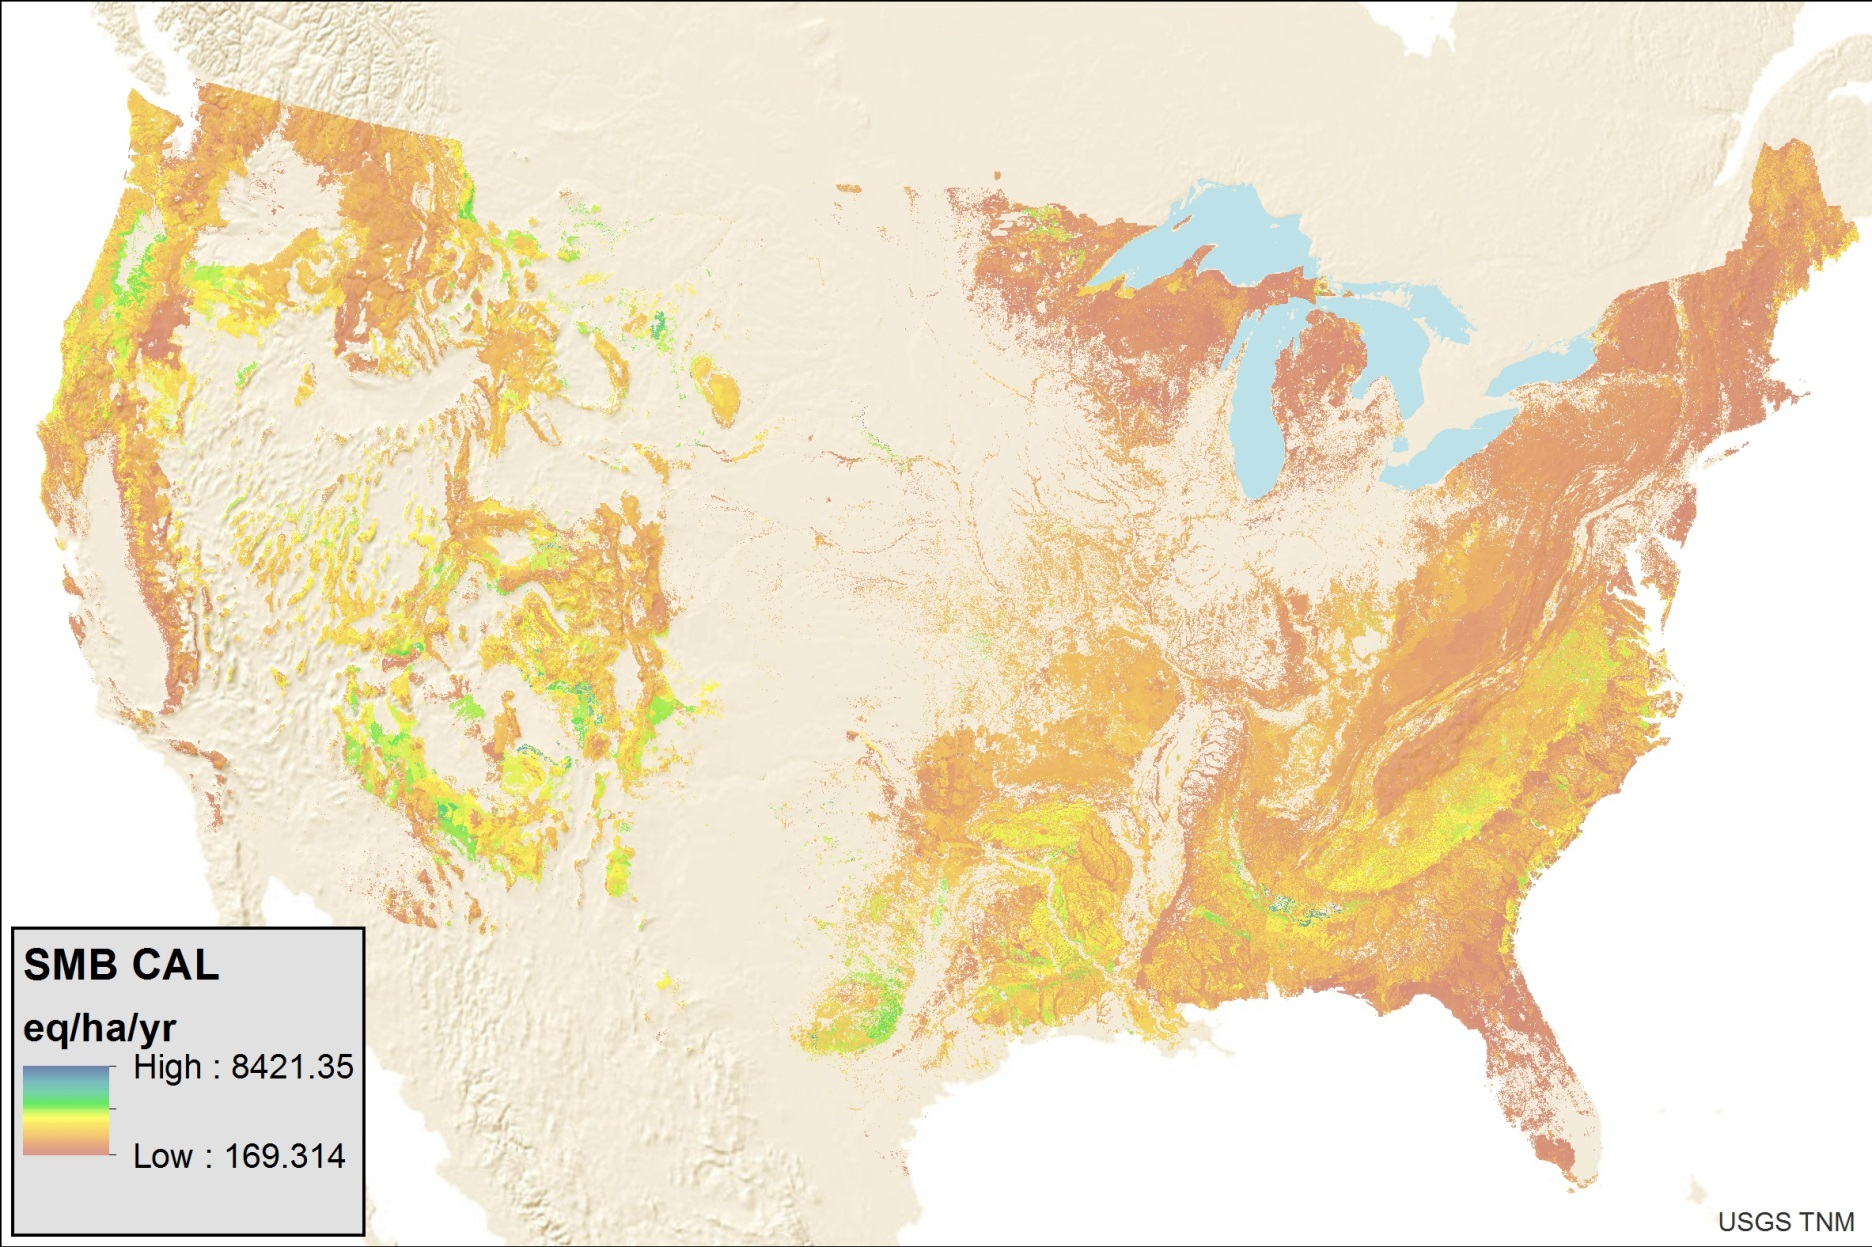 SMB CAL
eq/ha/yr
High : 8421.35
Low : 169.314
USGS TNM